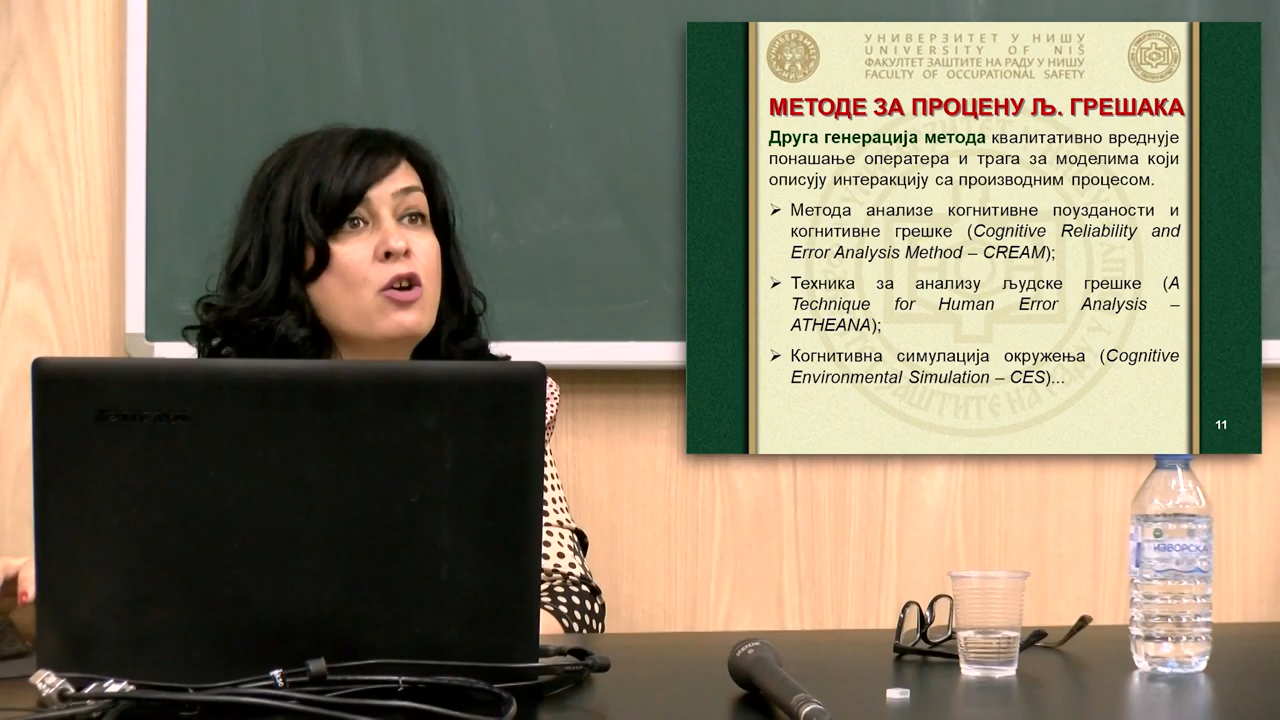 УНИВЕРЗИТЕТ У НИШУ
UNIVERSITY OF NIŠ
ФАКУЛТЕТ ЗАШТИТЕ НА РАДУ У НИШУ
FACULTY OF OCCUPATIONAL SAFETY
МЕТОДЕ ЗА ПРОЦЕНУ Љ. ГРЕШАКА
Друга генерација метода квалитативно вреднује
понашање оператера и трага за моделима који
описују интеракцију са производним процесом.
➢ Метода анализе когнитивне поузданости и
когнитивне грешке (Cognitive Reliability and
Error Analysis Method – CREAM);
➢ Техника за анализу људске грешке (A
Technique for Human Error Analysis –
ATHEANA);
➢ Когнитивна симулација окружења (Cognitive
Environmental Simulation – CES)...
11
ИЗВОРСКА